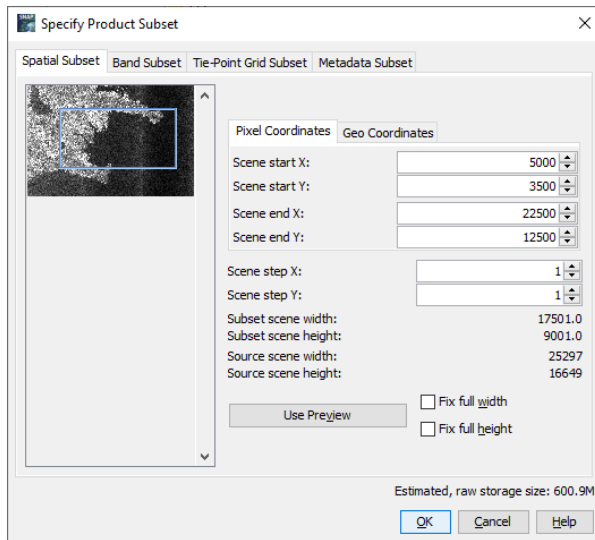 SNAP
Specify Product Subset
Spatial Subset Band Subset Tie-Point Grid Subset Metadata Subset
Pixel Coordinates Geo Coordinates
Scene start X: 5000
Scene start Y: 3500
Scene end X: 22500
Scene end Y: 12500
Scene step X: 1
Scene step Y: 1
Subset scene width: 17501.0
Subset scene height: 9001.0
Source scene width: 25297
Source scene height: 16649
Use Preview
Fix full width
Fix full height
Estimated, raw storage size: 600.9M
OK Cancel Help